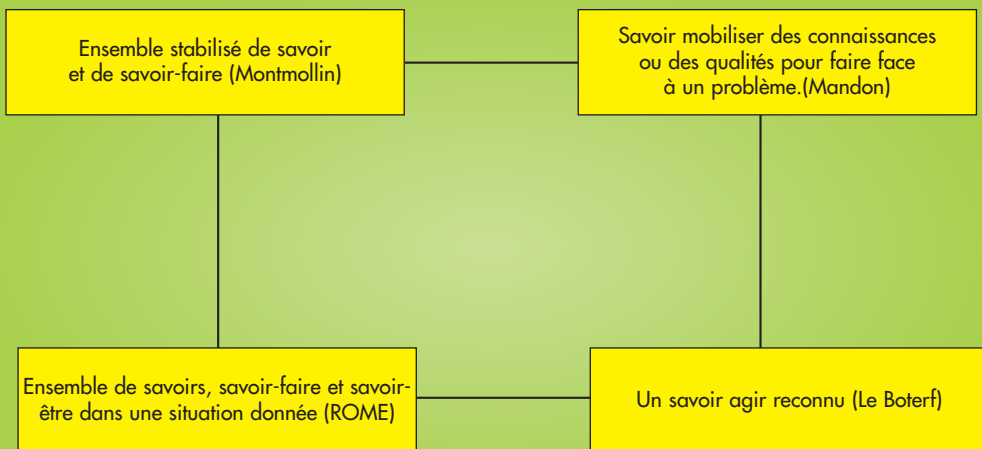 Ensemble stabilisé de savoir
et de savoir-faire (Montmollin)
Savoir mobiliser des connaissances
ou des qualités pour faire face
à un problème.(Mandon)
Ensemble de savoirs, savoir-faire et savoir-
être dans une situation donnée (ROME)
Un savoir agir reconnu (Le Boterf)